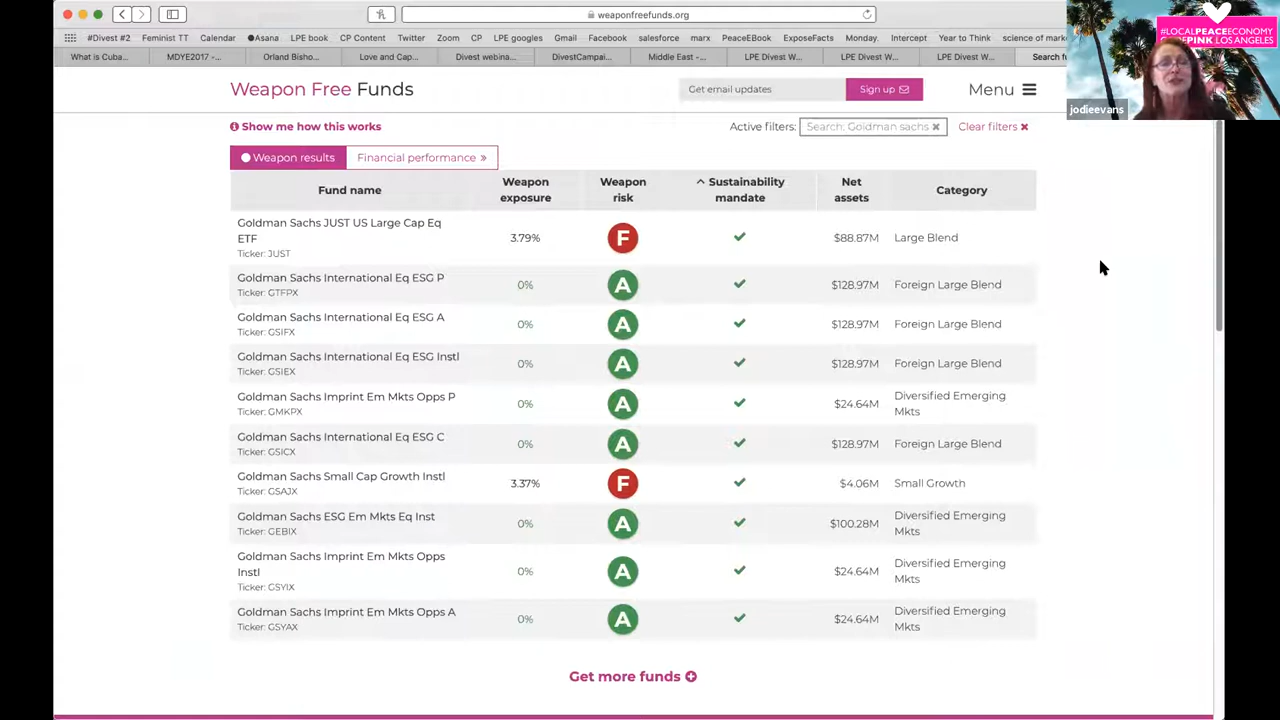 weaponfreefunds.org
#Divest #2 Feminist TT Calendar Asana LPE book CP Content Twitter Zoom CP LPE googles Gmail Facebook salesforce marx PeaceEBook ExposeFacts Monday. Intercept Year to Think science of mark
What is Cuba... MDYE2017 -... Orland Bisho... Love and Cap... Divest webina... DivestCampai... Middle East -... LPE Divest W... LPE Divest W... LPE Divest W... Search fu
#LOCALPEACEECONOMY
PINK LOS ANGELES
jodieevans
Weapon Free Funds
Get email updates
Sign up
Menu
Show me how this works
Active filters: Search: Goldman sachs Clear filters
Weapon results Financial performance »
Fund name Weapon exposure Weapon risk Sustainability mandate Net assets Category
Goldman Sachs JUST US Large Cap Eq
ETF
Ticker: JUST
3.79% F $88.87M Large Blend
Goldman Sachs International Eq ESG P
Ticker: GTFPX
0% A $128.97M Foreign Large Blend
Goldman Sachs International Eq ESG A
Ticker: GSIFX
0% A $128.97M Foreign Large Blend
Goldman Sachs International Eq ESG Instl
Ticker: GSIEX
0% A $128.97M Foreign Large Blend
Goldman Sachs Imprint Em Mkts Opps P
Ticker: GMKPX
0% A $24.64M Diversified Emerging
Mkts
Goldman Sachs International Eq ESG C
Ticker: GSICX
0% A $128.97M Foreign Large Blend
Goldman Sachs Small Cap Growth Instl
Ticker: GSAJX
3.37% F $4.06M Small Growth
Goldman Sachs ESG Em Mkts Eq Inst
Ticker: GEBIX
0% A $100.28M Diversified Emerging
Mkts
Goldman Sachs Imprint Em Mkts Opps
Instl
Ticker: GSYIX
0% A $24.64M Diversified Emerging
Mkts
Goldman Sachs Imprint Em Mkts Opps A
Ticker: GSYAX
0% A $24.64M Diversified Emerging
Mkts
Get more funds